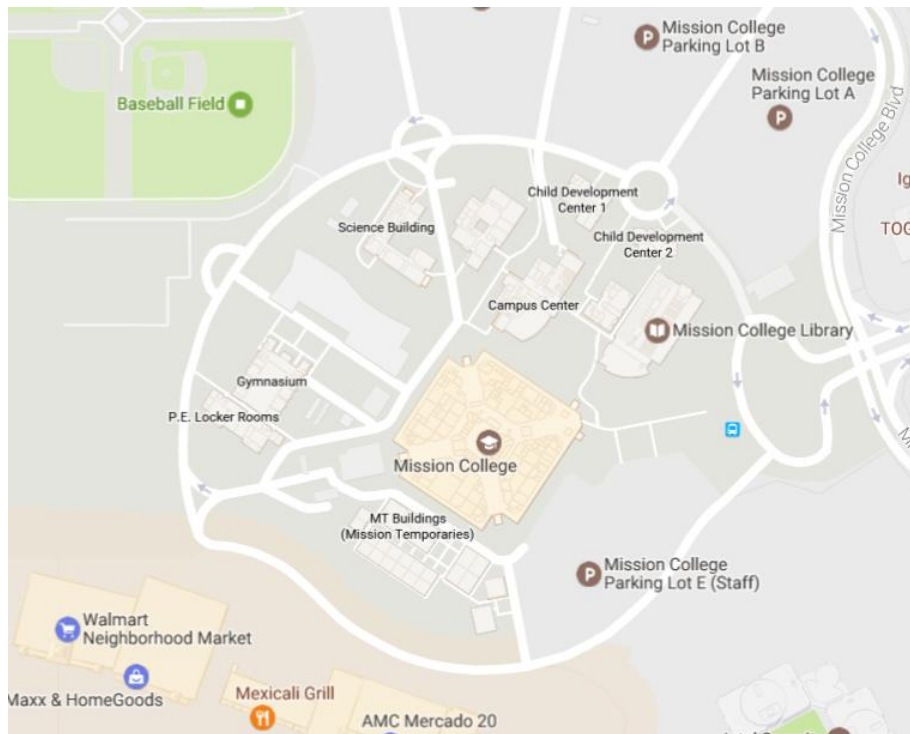 Mission College
Parking Lot B
Mission College
Parking Lot A
Baseball Field
Mission College Blvd
Ig
TOG
Child Development
Center 1
Science Building
Child Development
Center 2
Campus Center
Mission College Library
Gymnasium
P.E. Locker Rooms
Mission College
MT Buildings
(Mission Temporaries)
Mission College
Parking Lot E (Staff)
Walmart
Neighborhood Market
Maxx & HomeGoods
Mexicali Grill
AMC Mercado 20